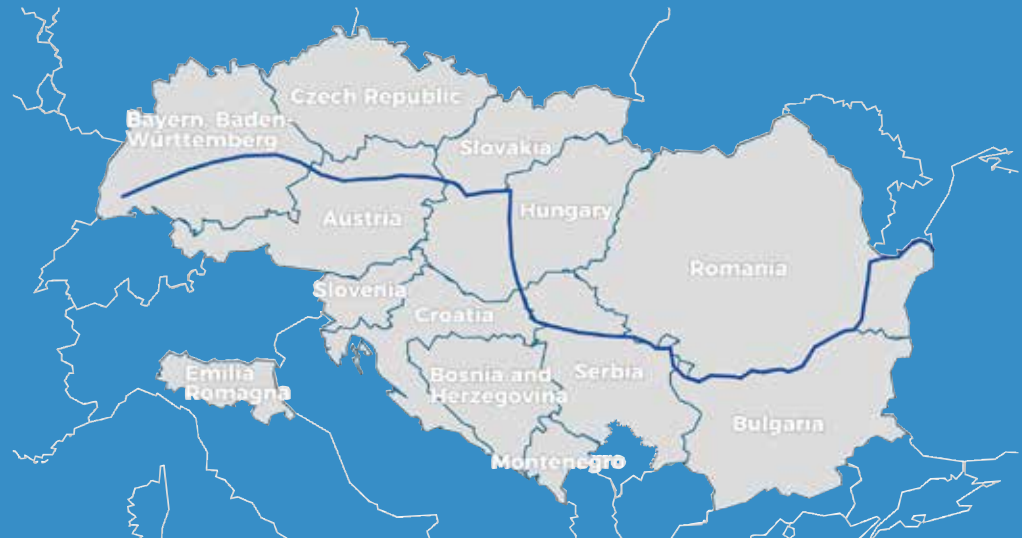 Czech Republic
Bayern, Baden-
Württemberg
Slovakia
Austria
Hungary
Romania
Slovenia
Croatia
Emilia
Romagna
Bosnia and
Herzegovina
Serbia
Bulgaria
Montenegro